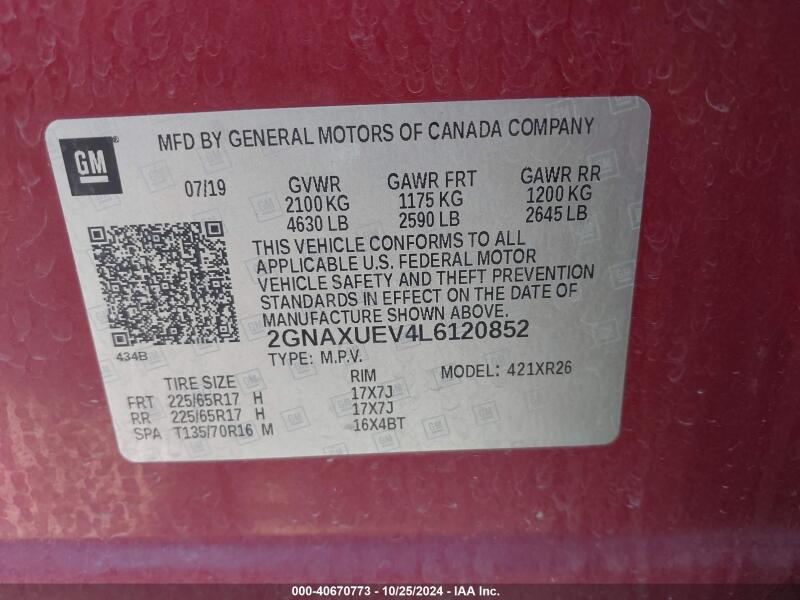 MFD BY GENERAL MOTORS OF CANADA COMPANY
GM
07/19 GVWR GAWR FRT GAWR RR
2100 KG 1175 KG 1200 KG
4630 LB 2590 LB 2645 LB
THIS VEHICLE CONFORMS TO ALL
APPLICABLE U.S. FEDERAL MOTOR
VEHICLE SAFETY AND THEFT PREVENTION
STANDARDS IN EFFECT ON THE DATE OF
MANUFACTURE SHOWN ABOVE.
434B 2GNAXUEV4L6120852
TYPE: M.P.V. MODEL: 421XR26
TIRE SIZE RIM
FRT 225/65R17 H 17X7J
RR 225/65R17 H 17X7J
SPA T135/70R16 M 16X4BT
000-40670773 - 10/25/2024 - IAA Inc.